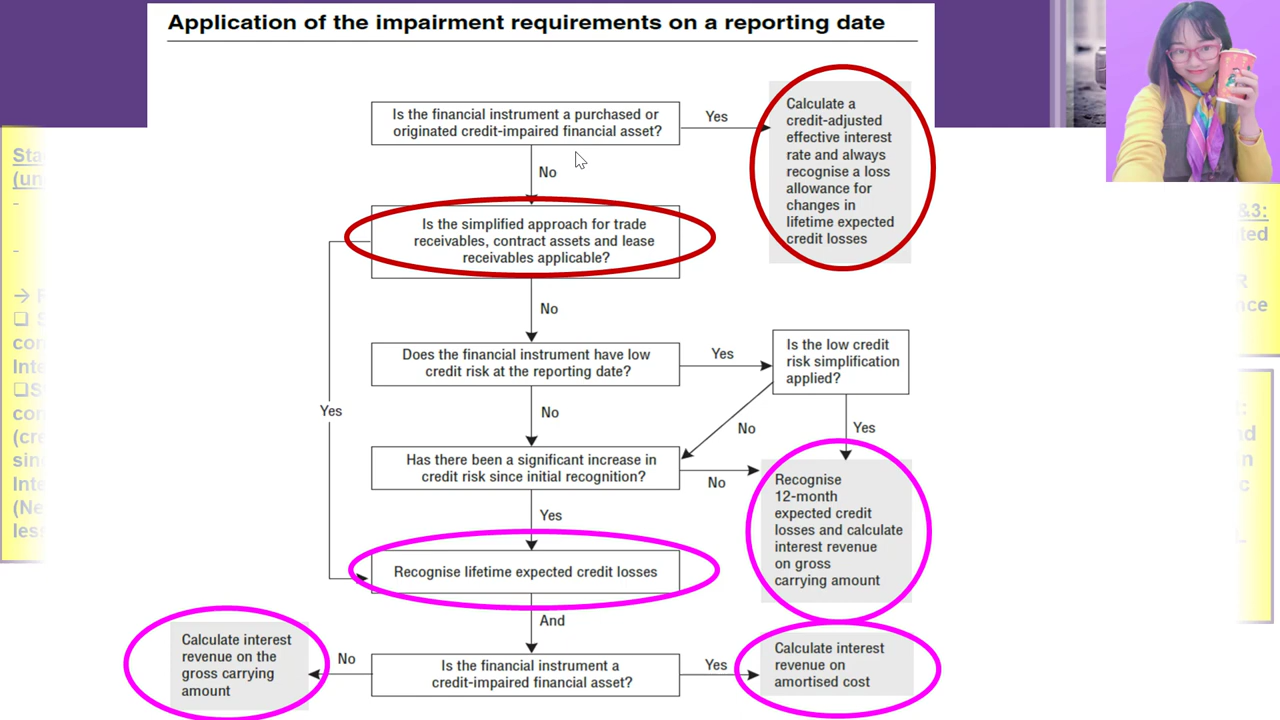 Application of the impairment requirements on a reporting date
Is the financial instrument a purchased or
originated credit-impaired financial asset?
Yes
Calculate a
credit-adjusted
effective interest
rate and always
recognise a loss
allowance for
changes in
lifetime expected
credit losses
No
Is the simplified approach for trade
receivables, contract assets and lease
receivables applicable?
No
Does the financial instrument have low
credit risk at the reporting date?
Yes
Is the low credit
risk simplification
applied?
Yes
No
No
Yes
Has there been a significant increase in
credit risk since initial recognition?
No
Recognise
12-month
expected credit
losses and calculate
interest revenue
on gross
carrying amount
Yes
Recognise lifetime expected credit losses
And
Is the financial instrument a
credit-impaired financial asset?
No
Calculate interest
revenue on the
gross carrying
amount
Yes
Calculate interest
revenue on
amortised cost
&3: